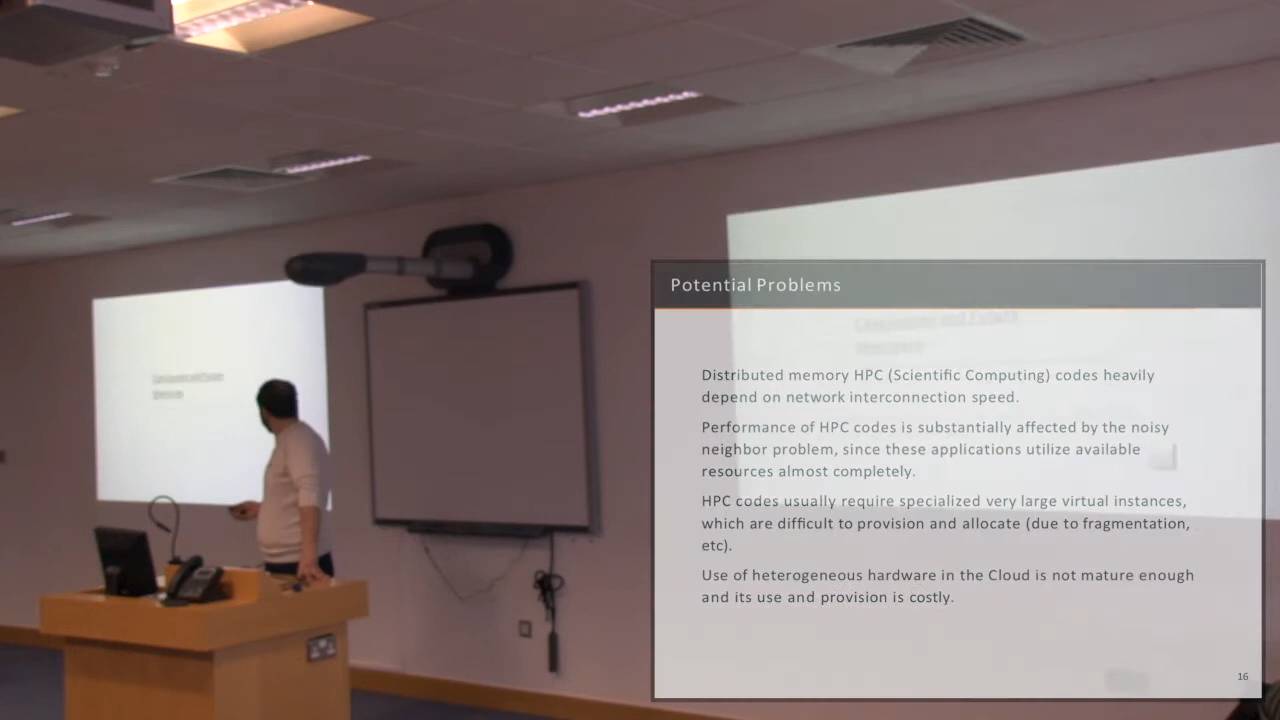 Potential Problems
Distributed memory HPC (Scientific Computing) codes heavily
depend on network interconnection speed.
Performance of HPC codes is substantially affected by the noisy
neighbor problem, since these applications utilize available
resources almost completely.
HPC codes usually require specialized very large virtual instances,
which are difficult to provision and allocate (due to fragmentation,
etc).
Use of heterogeneous hardware in the Cloud is not mature enough
and its use and provision is costly.
16